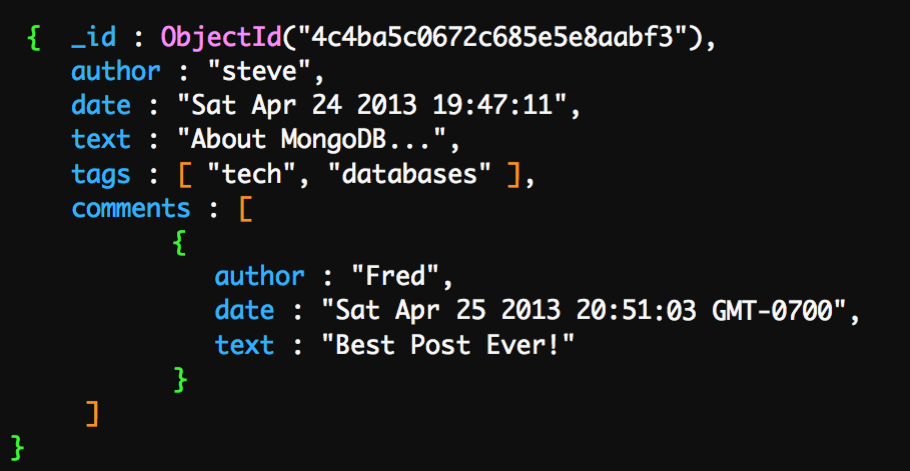 { _id : ObjectId("4c4ba5c0672c685e5e8aabf3"),
author : "steve",
date : "Sat Apr 24 2013 19:47:11",
text : "About MongoDB...",
tags : [ "tech", "databases" ],
comments : [
{
author : "Fred",
date : "Sat Apr 25 2013 20:51:03 GMT-0700",
text : "Best Post Ever!"
}
]
}